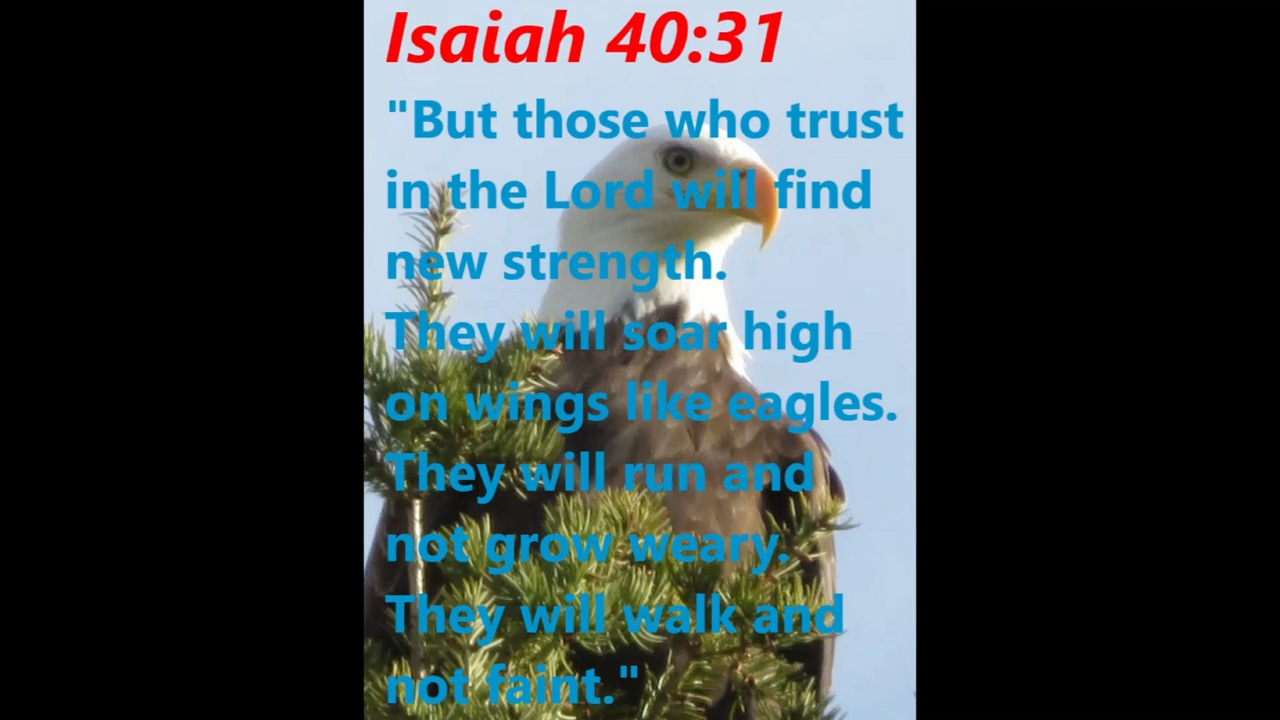 Isaiah 40:31
"But those who trust
in the Lord will find
new strength.
They will soar high
on wings like eagles.
They will run and
not grow weary.
They will walk and
not faint."